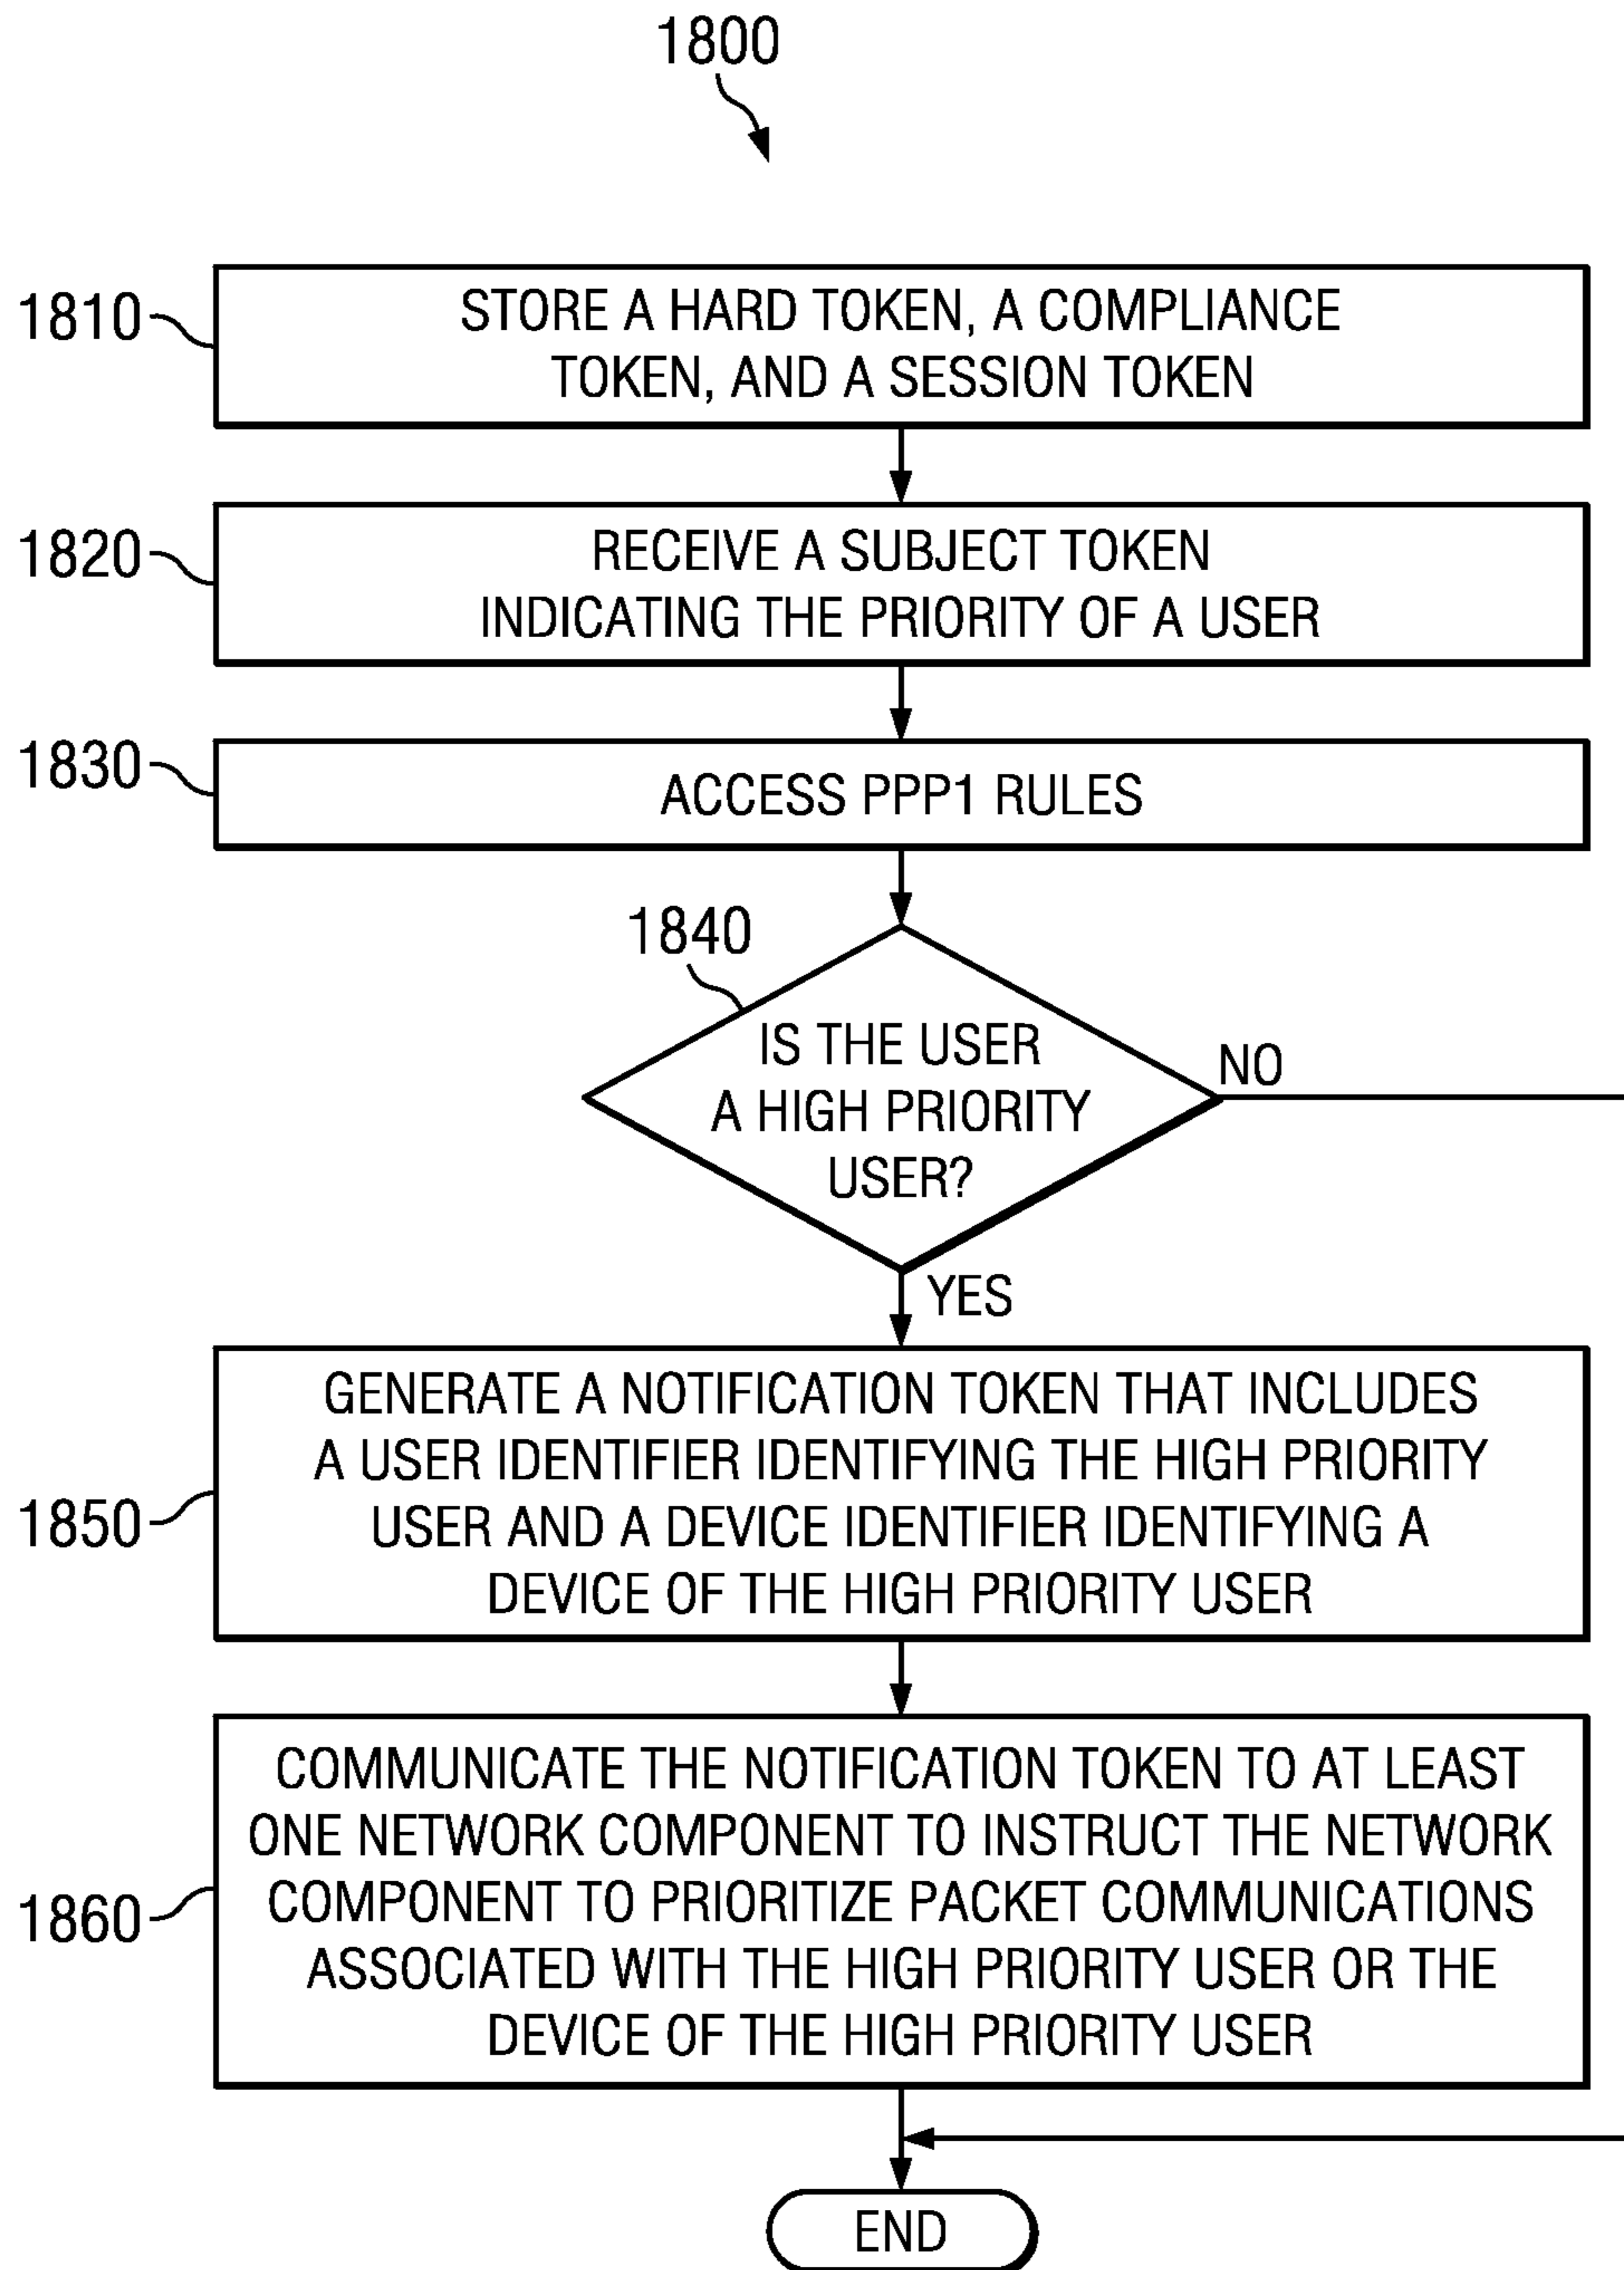 1800
1810
STORE A HARD TOKEN, A COMPLIANCE
TOKEN, AND A SESSION TOKEN
1820
RECEIVE A SUBJECT TOKEN
INDICATING THE PRIORITY OF A USER
1830
ACCESS PPP1 RULES
1840
IS THE USER
A HIGH PRIORITY
USER?
NO
YES
1850
GENERATE A NOTIFICATION TOKEN THAT INCLUDES
A USER IDENTIFIER IDENTIFYING THE HIGH PRIORITY
USER AND A DEVICE IDENTIFIER IDENTIFYING A
DEVICE OF THE HIGH PRIORITY USER
1860
COMMUNICATE THE NOTIFICATION TOKEN TO AT LEAST
ONE NETWORK COMPONENT TO INSTRUCT THE NETWORK
COMPONENT TO PRIORITIZE PACKET COMMUNICATIONS
ASSOCIATED WITH THE HIGH PRIORITY USER OR THE
DEVICE OF THE HIGH PRIORITY USER
END